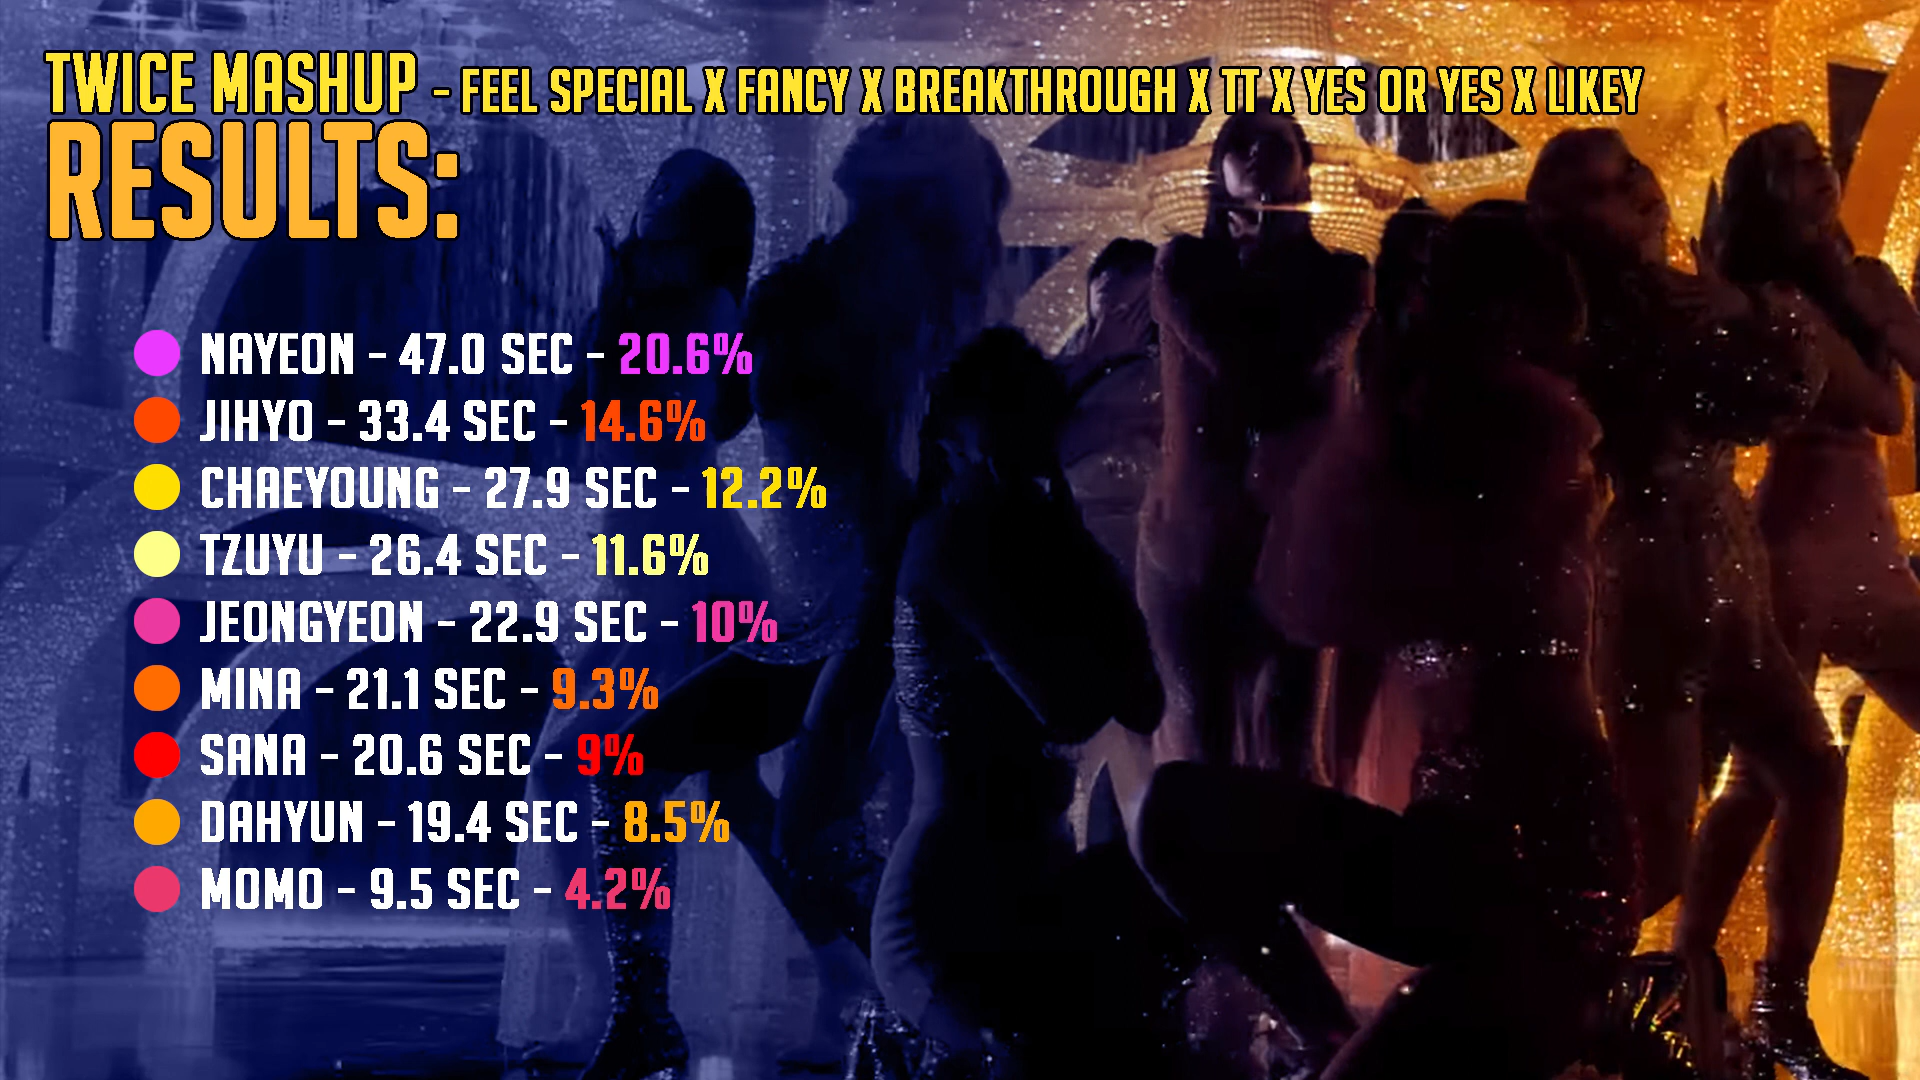 TWICE MASHUP - FEEL SPECIAL X FANCY X BREAKTHROUGH X TT X YES OR YES X LIKEY
RESULTS:
NAYEON - 47.0 SEC - 20.6%
JIHYO - 33.4 SEC - 14.6%
CHAEYOUNG - 27.9 SEC - 12.2%
TZUYU - 26.4 SEC - 11.6%
JEONGYEON - 22.9 SEC - 10%
MINA - 21.1 SEC - 9.3%
SANA - 20.6 SEC - 9%
DAHYUN - 19.4 SEC - 8.5%
MOMO - 9.5 SEC - 4.2%